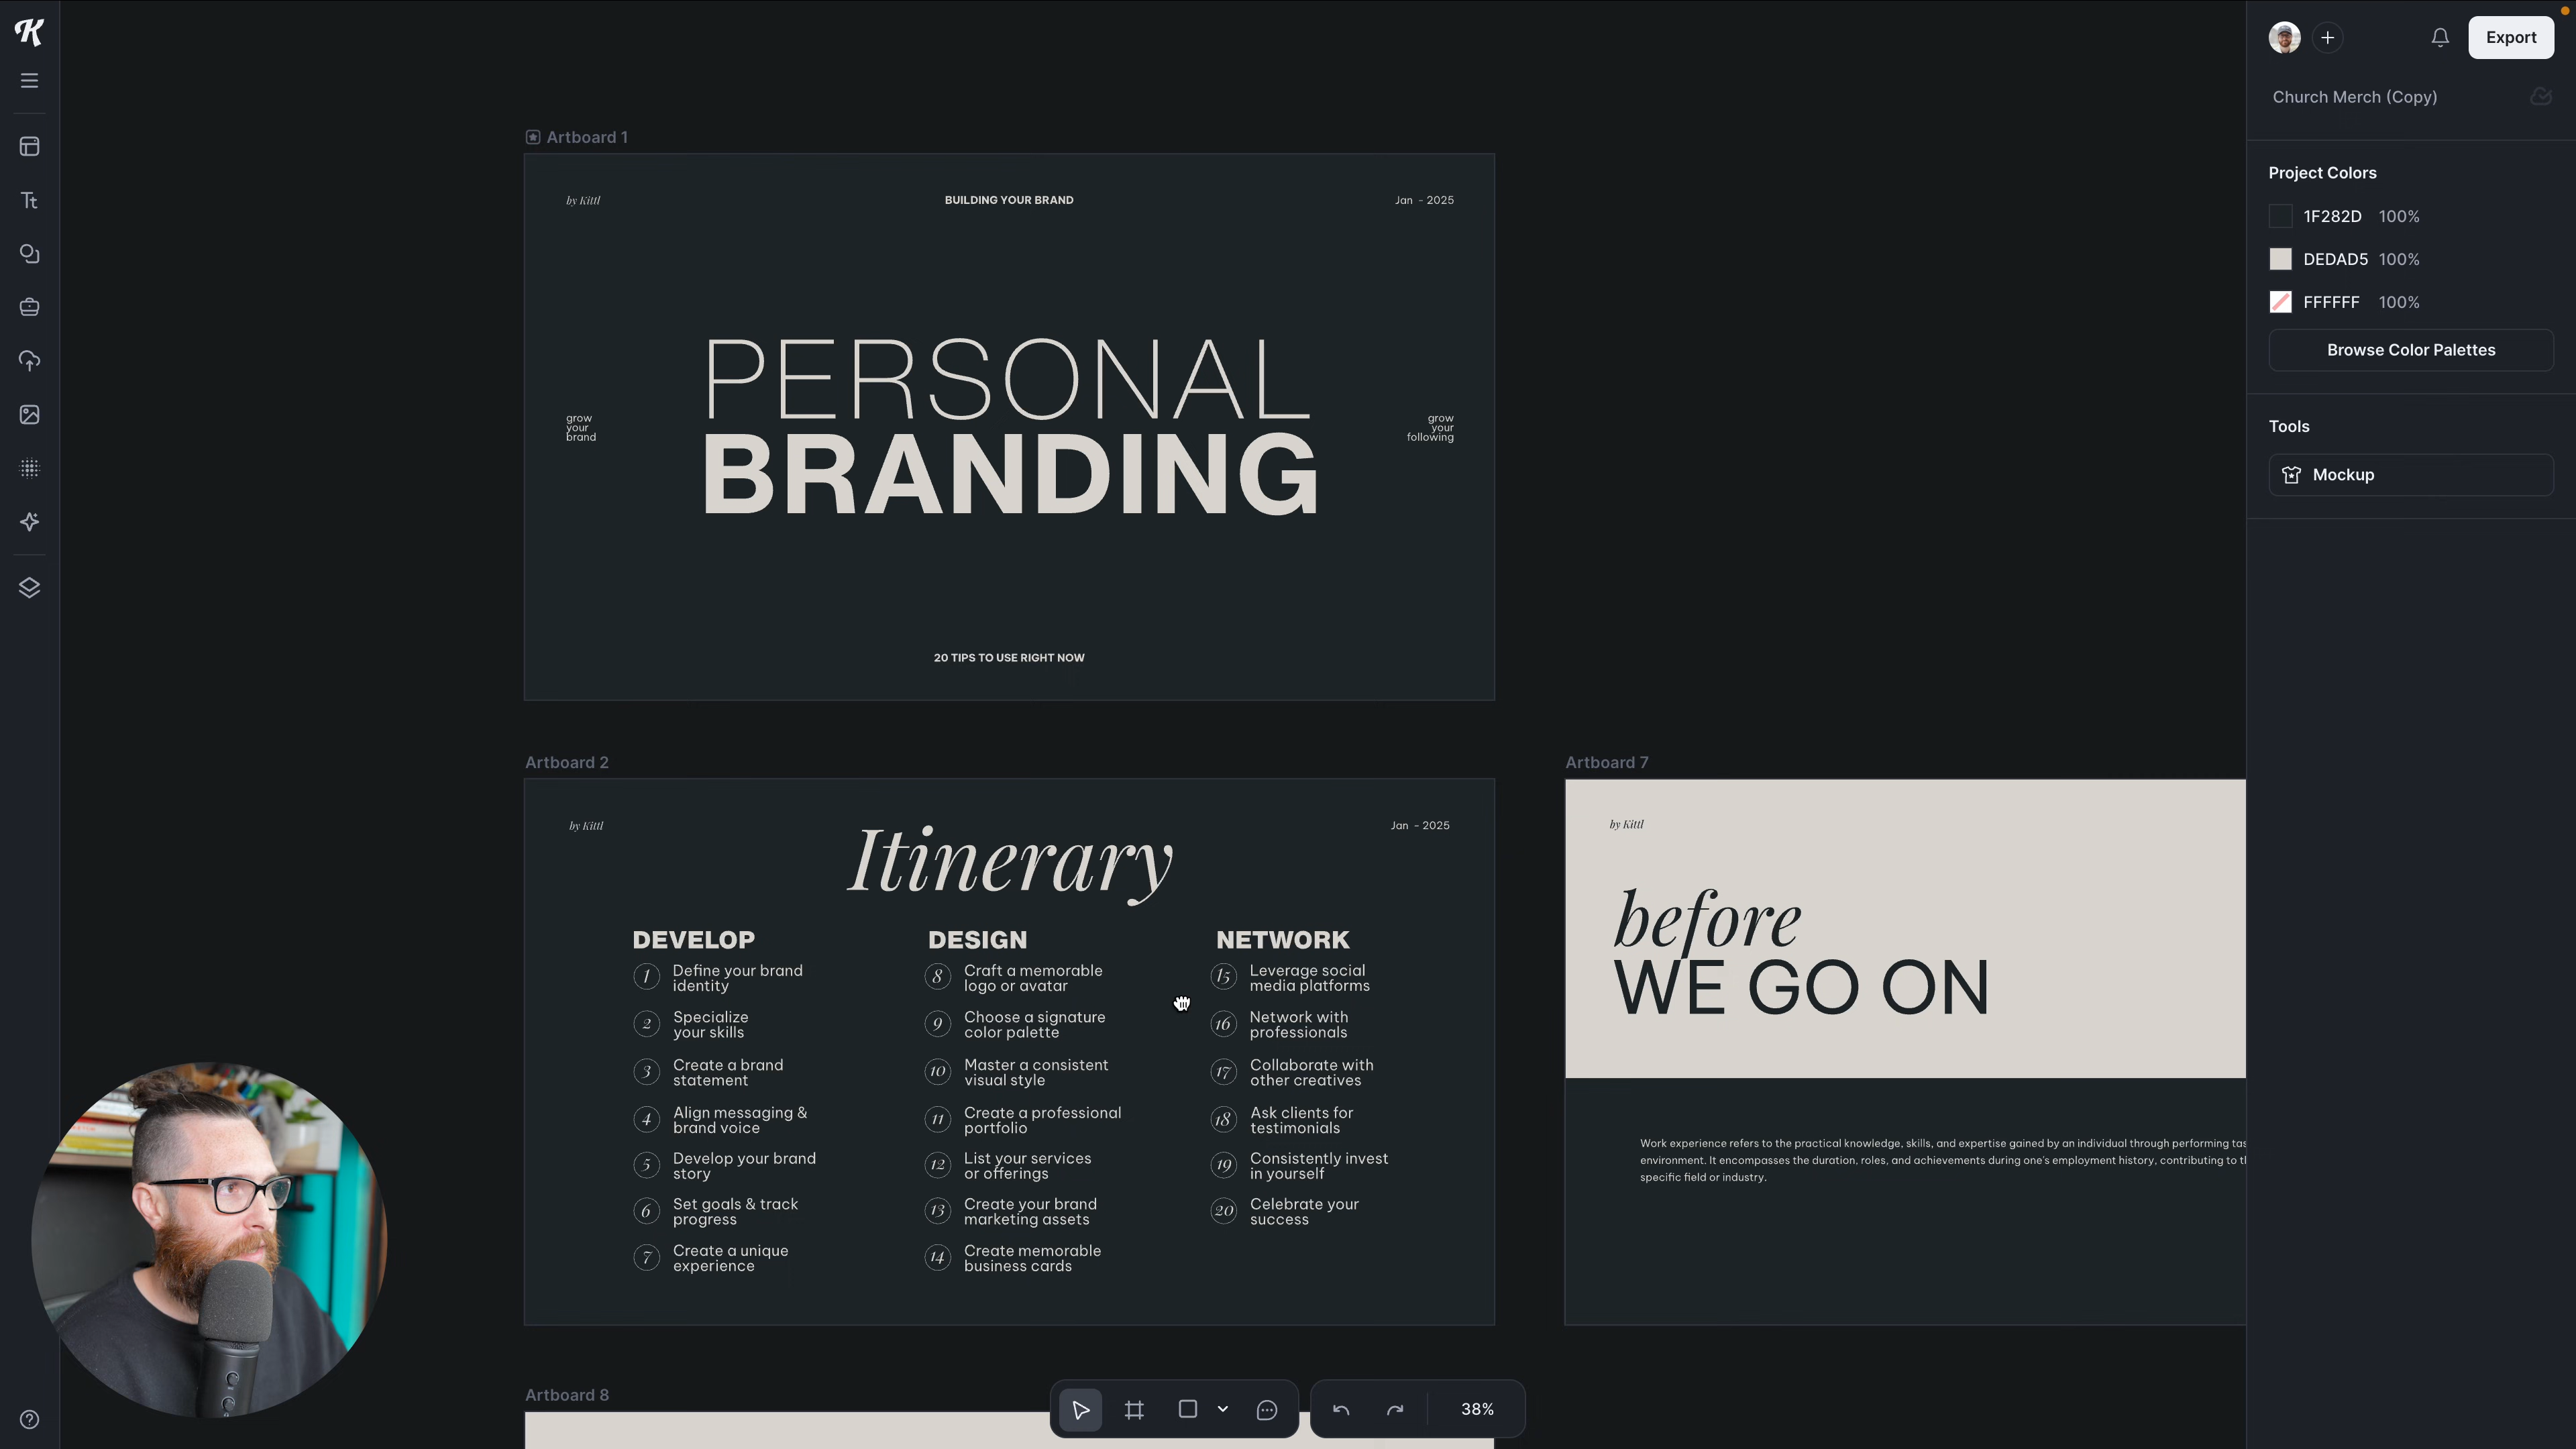 K
Export
Church Merch (Copy)
Project Colors
1F282D 100%
DEDAD5 100%
FFFFFF 100%
Browse Color Palettes
Tools
Mockup
Tt
Artboard 1
by Kittl
BUILDING YOUR BRAND
Jan - 2025
PERSONAL
BRANDING
grow
your
brand
grow
your
following
20 TIPS TO USE RIGHT NOW
Artboard 2
by Kittl
Itinerary
Jan - 2025
DEVELOP
1 Define your brand
identity
2 Specialize
your skills
3 Create a brand
statement
4 Align messaging &
brand voice
5 Develop your brand
story
6 Set goals & track
progress
7 Create a unique
experience
DESIGN
8 Craft a memorable
logo or avatar
9 Choose a signature
color palette
10 Master a consistent
visual style
11 Create a professional
portfolio
12 List your services
or offerings
13 Create your brand
marketing assets
14 Create memorable
business cards
NETWORK
15 Leverage social
media platforms
16 Network with
professionals
17 Collaborate with
other creatives
18 Ask clients for
testimonials
19 Consistently invest
in yourself
20 Celebrate your
success
Artboard 7
by Kittl
before
WE GO ON
Work experience refers to the practical knowledge, skills, and expertise gained by an individual through performing
environment. It encompasses the duration, roles, and achievements during one's employment history, contributing to
specific field or industry.
Artboard 8
38%